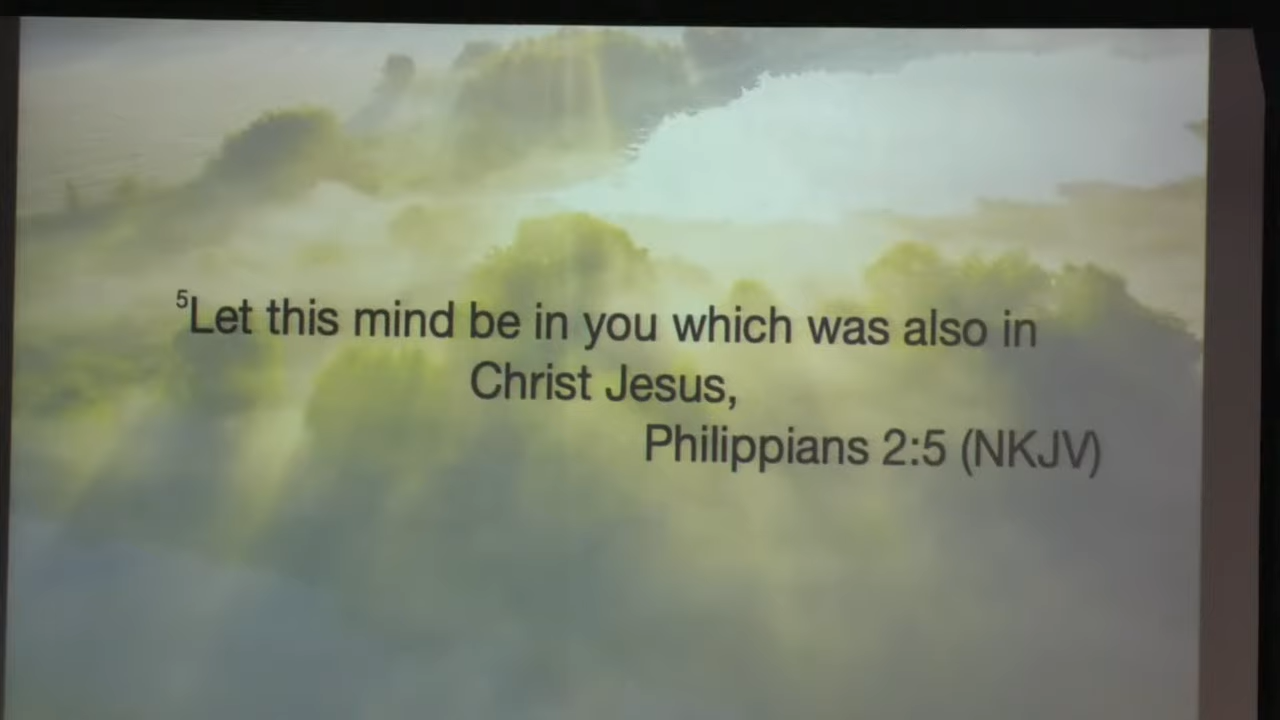 ⁵Let this mind be in you which was also in
Christ Jesus,
Philippians 2:5 (NKJV)